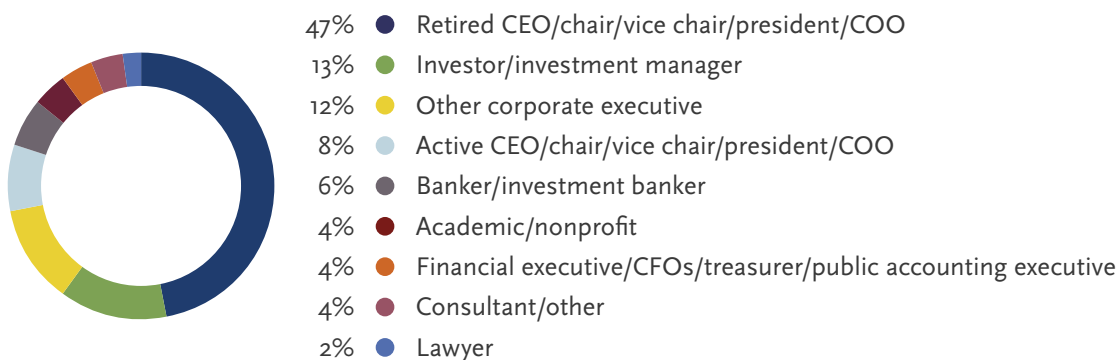 47% Retired CEO/chair/vice chair/president/COO
13% Investor/investment manager
12% Other corporate executive
8% Active CEO/chair/vice chair/president/COO
6% Banker/investment banker
4% Academic/nonprofit
4% Financial executive/CFOs/treasurer/public accounting executive
4% Consultant/other
2% Lawyer